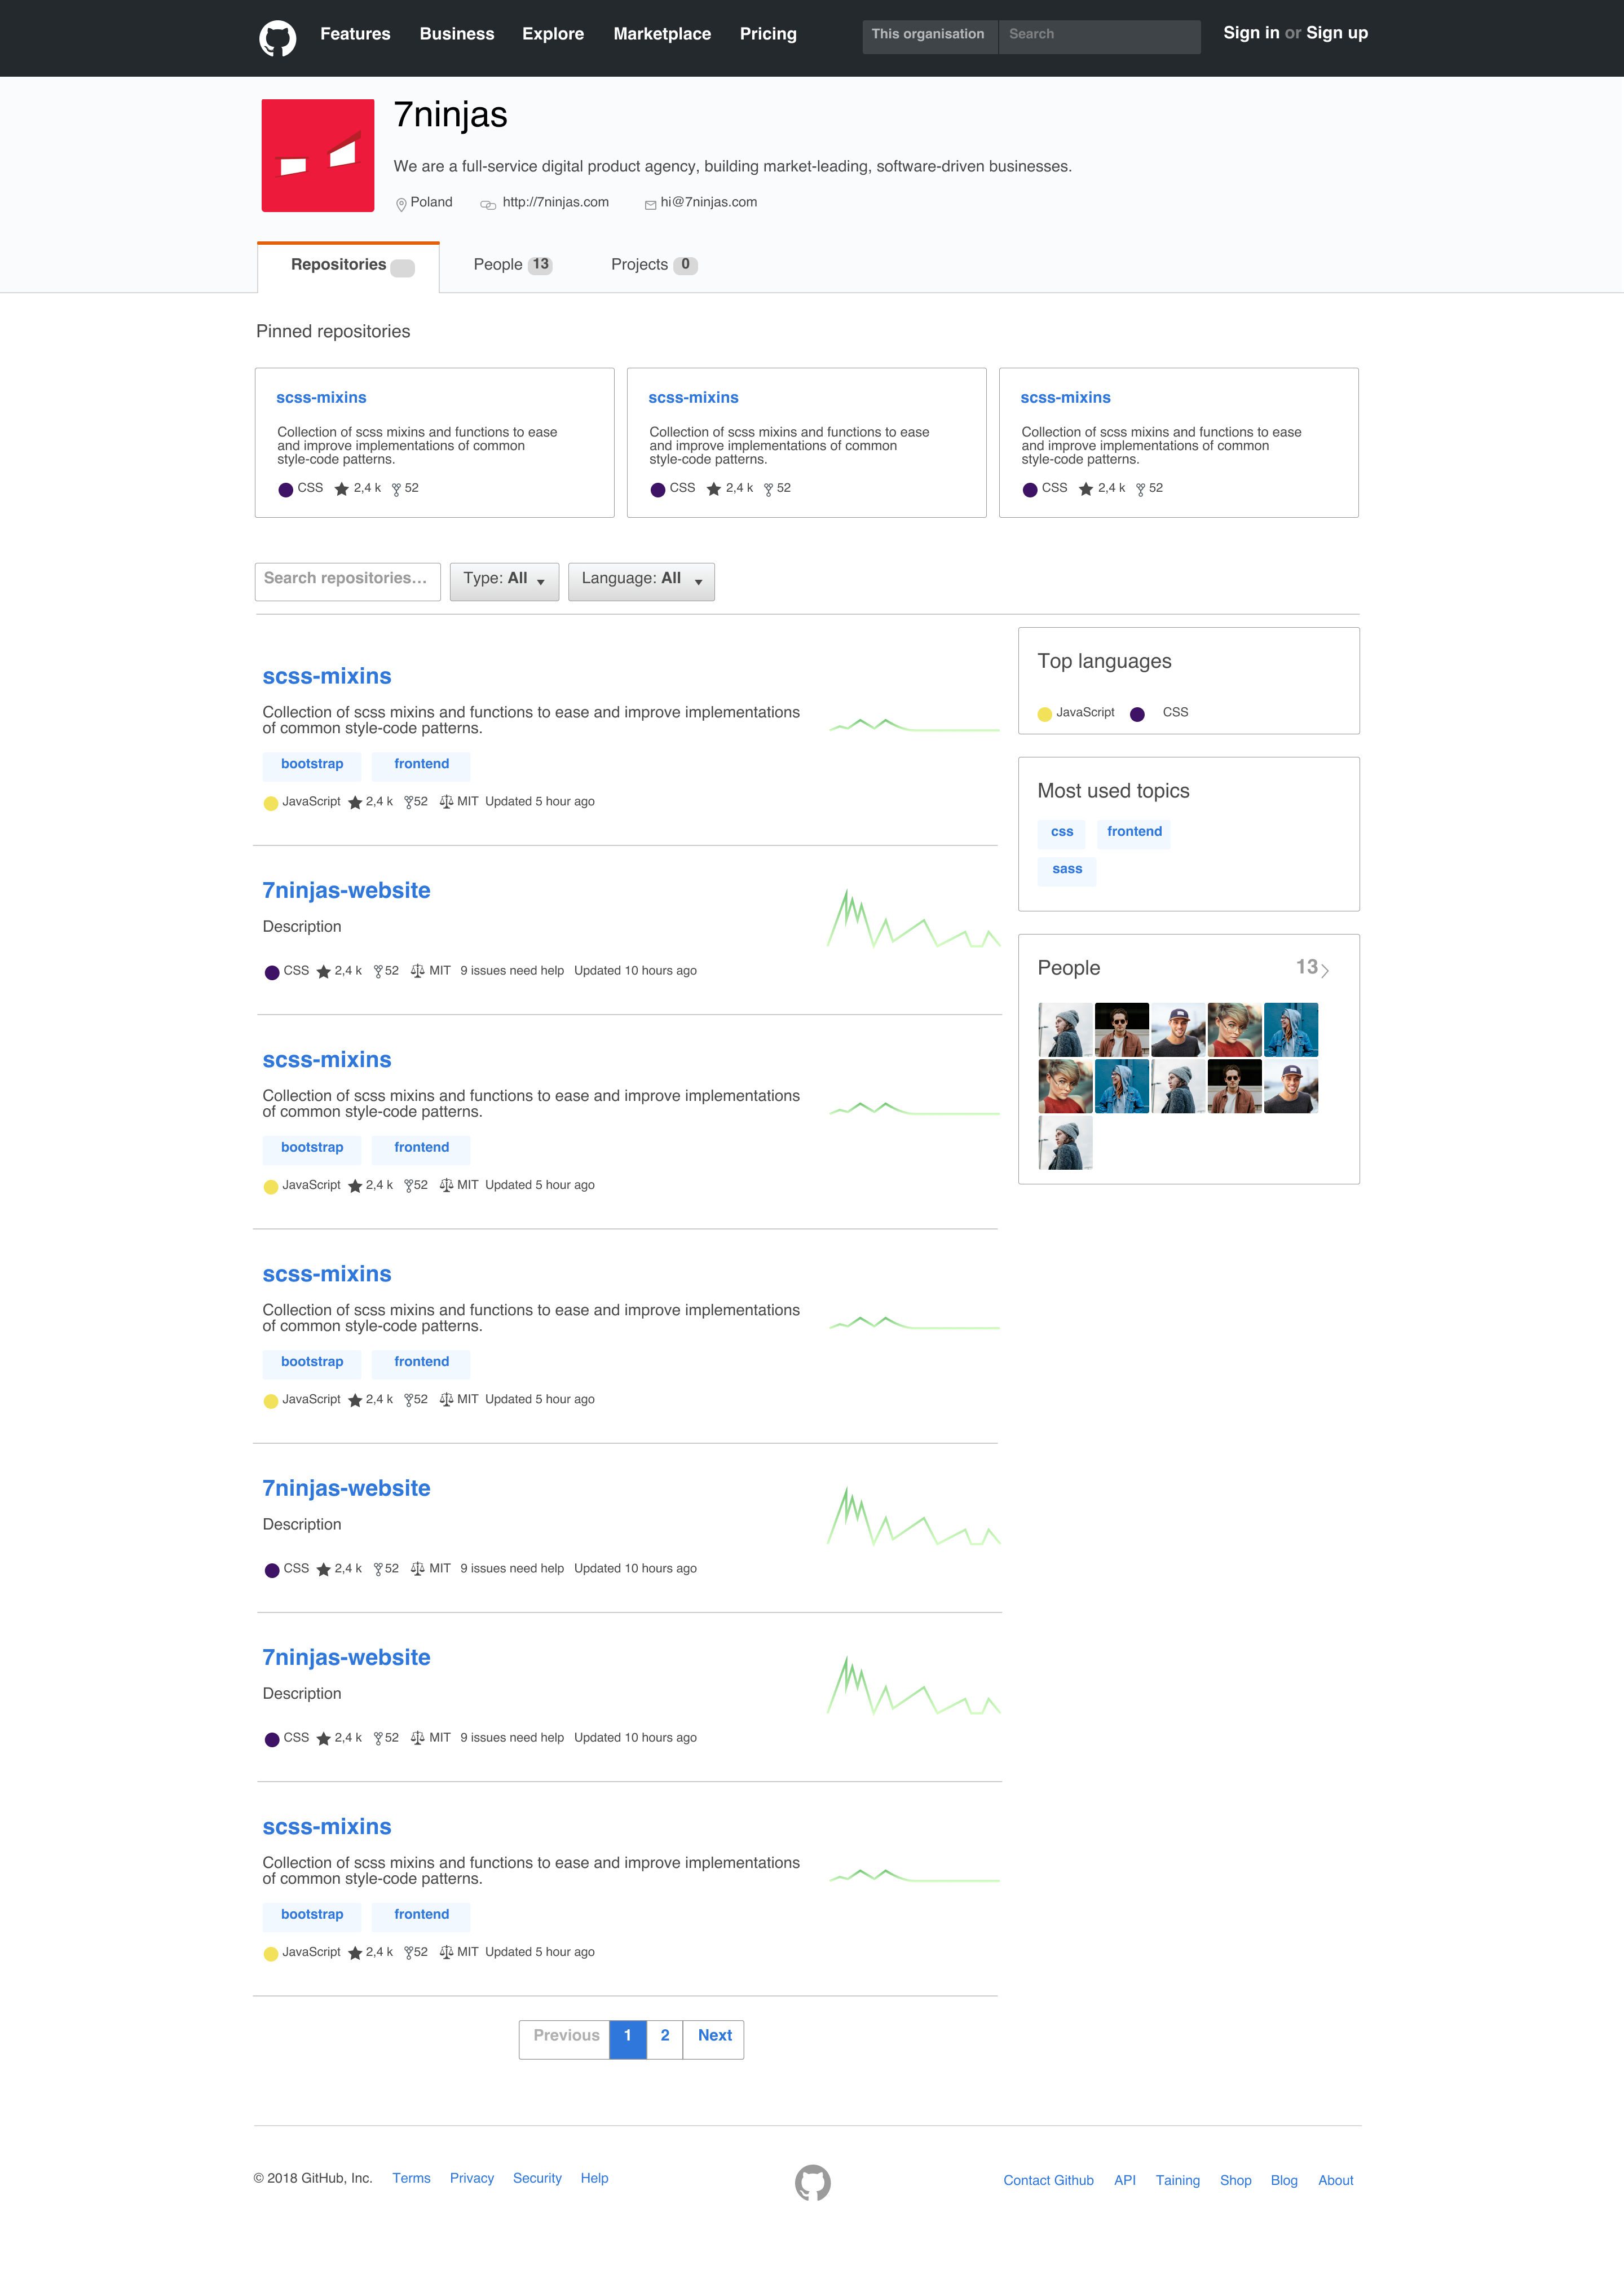 Features Business Explore Marketplace Pricing This organisation Search Sign in or Sign up
7ninjas
We are a full-service digital product agency, building market-leading, software-driven businesses.
Poland http://7ninjas.com hi@7ninjas.com
Repositories People 13 Projects 0
Pinned repositories
scss-mixins
Collection of scss mixins and functions to ease
and improve implementations of common
style-code patterns.
CSS 2,4 k 52
scss-mixins
Collection of scss mixins and functions to ease
and improve implementations of common
style-code patterns.
CSS 2,4 k 52
scss-mixins
Collection of scss mixins and functions to ease
and improve implementations of common
style-code patterns.
CSS 2,4 k 52
Search repositories... Type: All Language: All
scss-mixins
Collection of scss mixins and functions to ease and improve implementations
of common style-code patterns.
bootstrap frontend
JavaScript 2,4 k 52 MIT Updated 5 hour ago
7ninjas-website
Description
CSS 2,4 k 52 MIT 9 issues need help Updated 10 hours ago
scss-mixins
Collection of scss mixins and functions to ease and improve implementations
of common style-code patterns.
bootstrap frontend
JavaScript 2,4 k 52 MIT Updated 5 hour ago
scss-mixins
Collection of scss mixins and functions to ease and improve implementations
of common style-code patterns.
bootstrap frontend
JavaScript 2,4 k 52 MIT Updated 5 hour ago
7ninjas-website
Description
CSS 2,4 k 52 MIT 9 issues need help Updated 10 hours ago
7ninjas-website
Description
CSS 2,4 k 52 MIT 9 issues need help Updated 10 hours ago
scss-mixins
Collection of scss mixins and functions to ease and improve implementations
of common style-code patterns.
bootstrap frontend
JavaScript 2,4 k 52 MIT Updated 5 hour ago
Top languages
JavaScript CSS
Most used topics
css frontend
sass
People 13
Previous 1 2 Next
© 2018 GitHub, Inc. Terms Privacy Security Help Contact Github API Taining Shop Blog About